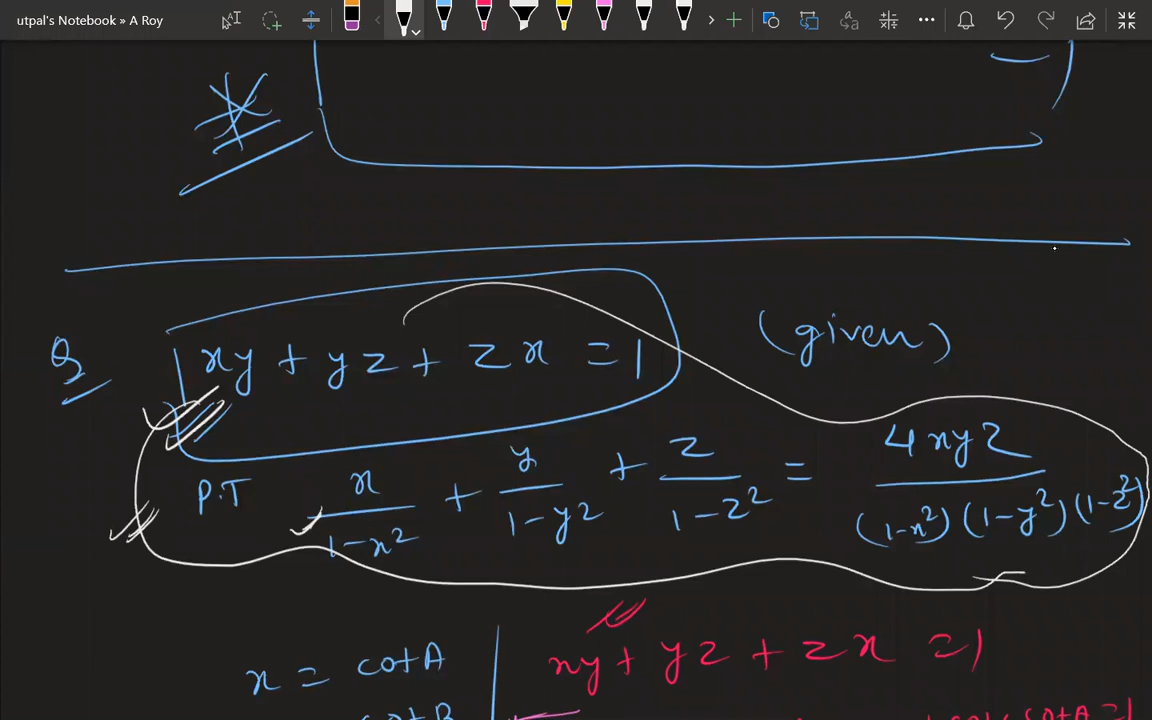 utpal's Notebook » A Roy
Q xy + yz + zx = 1 (given)
P.T x/(1-x²) + y/(1-y²) + z/(1-z²) = 4xyz/((1-x²)(1-y²)(1-z²))
x = cotA | xy + yz + zx = 1